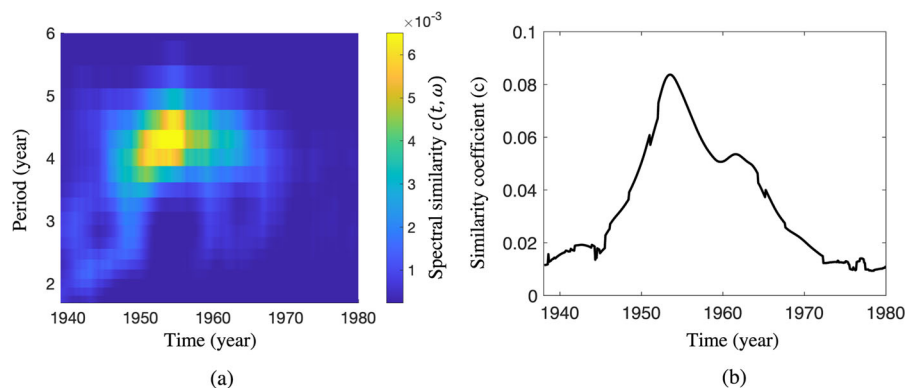 ×10⁻³
6
5
4
3
2
Period (year)
1940 1950 1960 1970 1980
Time (year)
6
5
4
3
2
1
Spectral similarity c(t, ω)
(a)
0.1
0.08
0.06
0.04
0.02
0
Similarity coefficient (c)
1940 1950 1960 1970 1980
Time (year)
(b)